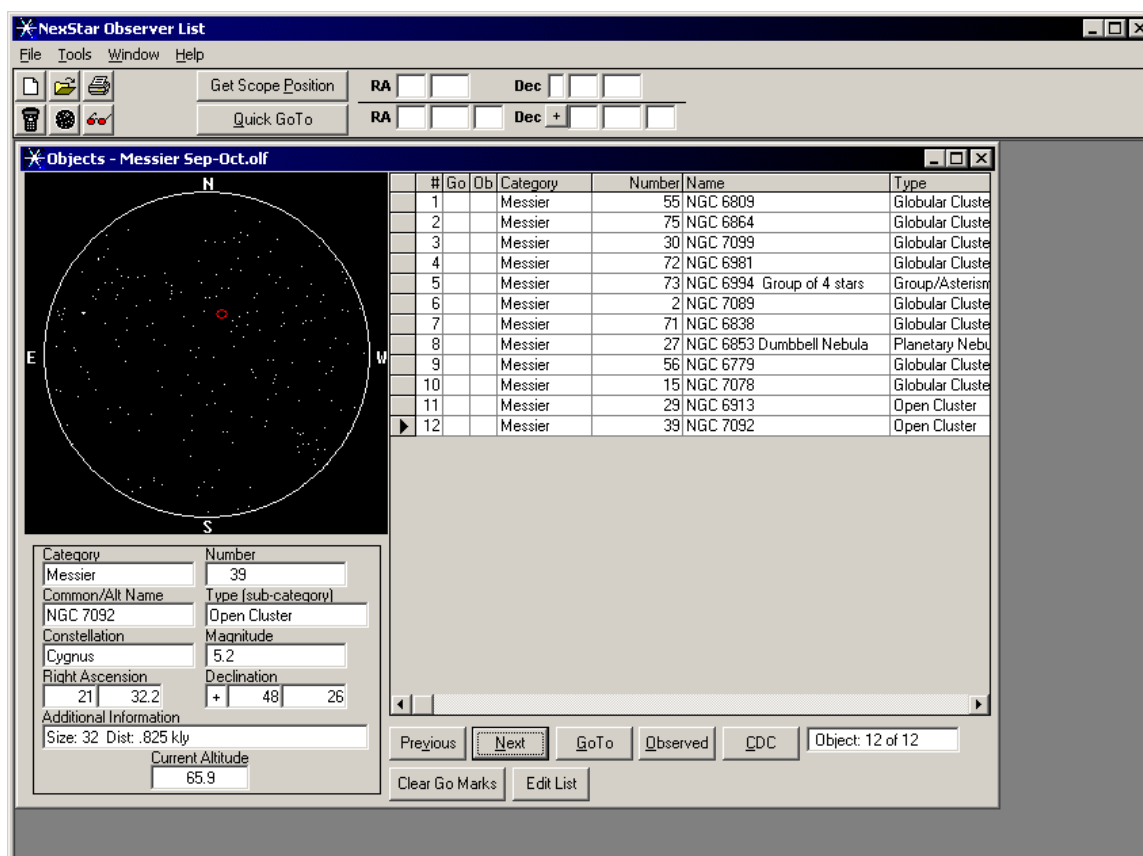 NexStar Observer List
File Tools Window Help
Get Scope Position RA Dec
Quick GoTo RA Dec +
Objects - Messier Sep-Oct.olf
N
E
W
S
# Go Ob Category Number Name Type
1 Messier 55 NGC 6809 Globular Cluste
2 Messier 75 NGC 6864 Globular Cluste
3 Messier 30 NGC 7099 Globular Cluste
4 Messier 72 NGC 6981 Globular Cluste
5 Messier 73 NGC 6994 Group of 4 stars Group/Asterism
6 Messier 2 NGC 7089 Globular Cluste
7 Messier 71 NGC 6838 Globular Cluste
8 Messier 27 NGC 6853 Dumbbell Nebula Planetary Nebu
9 Messier 56 NGC 6779 Globular Cluste
10 Messier 15 NGC 7078 Globular Cluste
11 Messier 29 NGC 6913 Open Cluster
12 Messier 39 NGC 7092 Open Cluster
Category Number
Messier 39
Common/Alt Name Type (sub-category)
NGC 7092 Open Cluster
Constellation Magnitude
Cygnus 5.2
Right Ascension Declination
21 32.2 + 48 26
Additional Information
Size: 32 Dist: .825 kly
Current Altitude
65.9
Previous Next GoTo Observed CDC Object: 12 of 12
Clear Go Marks Edit List